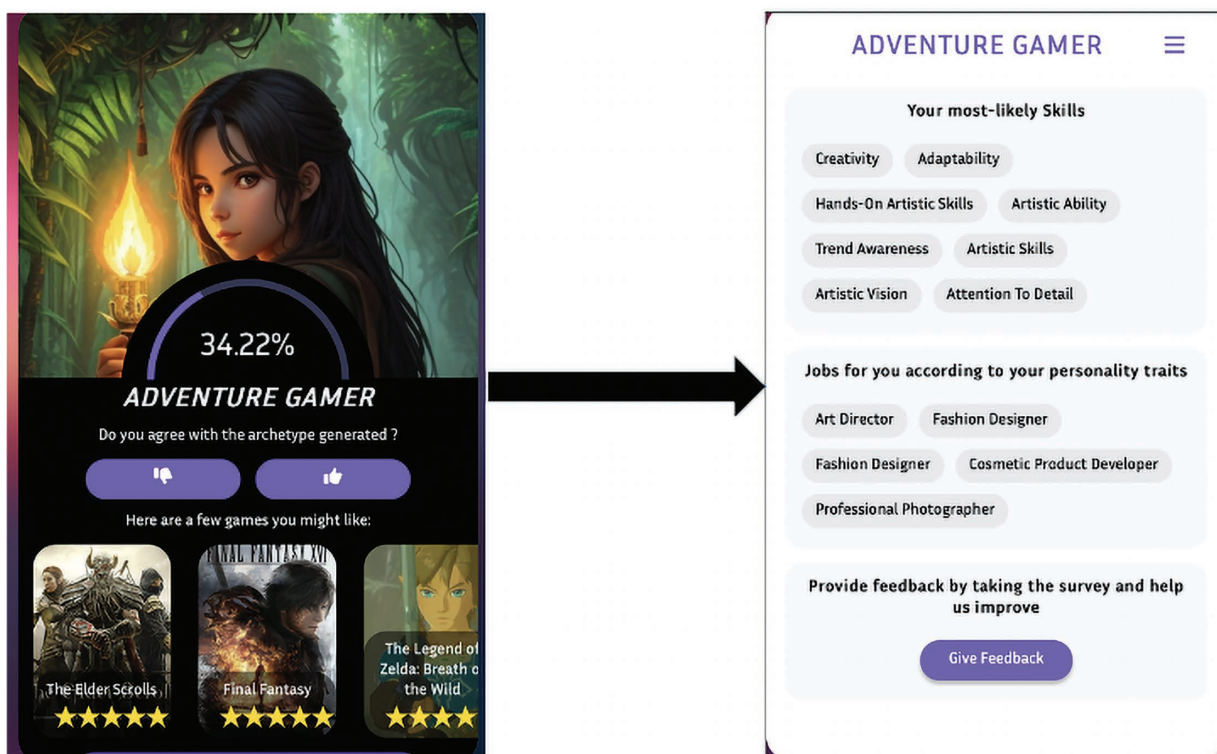 34.22%
ADVENTURE GAMER
Do you agree with the archetype generated ?
Here are a few games you might like:
The Elder Scrolls
FINAL FANTASY XVI
Final Fantasy
The Legend of
Zelda: Breath o
the Wild
ADVENTURE GAMER
Your most-likely Skills
Creativity Adaptability
Hands-On Artistic Skills Artistic Ability
Trend Awareness Artistic Skills
Artistic Vision Attention To Detail
Jobs for you according to your personality traits
Art Director Fashion Designer
Fashion Designer Cosmetic Product Developer
Professional Photographer
Provide feedback by taking the survey and help
us improve
Give Feedback